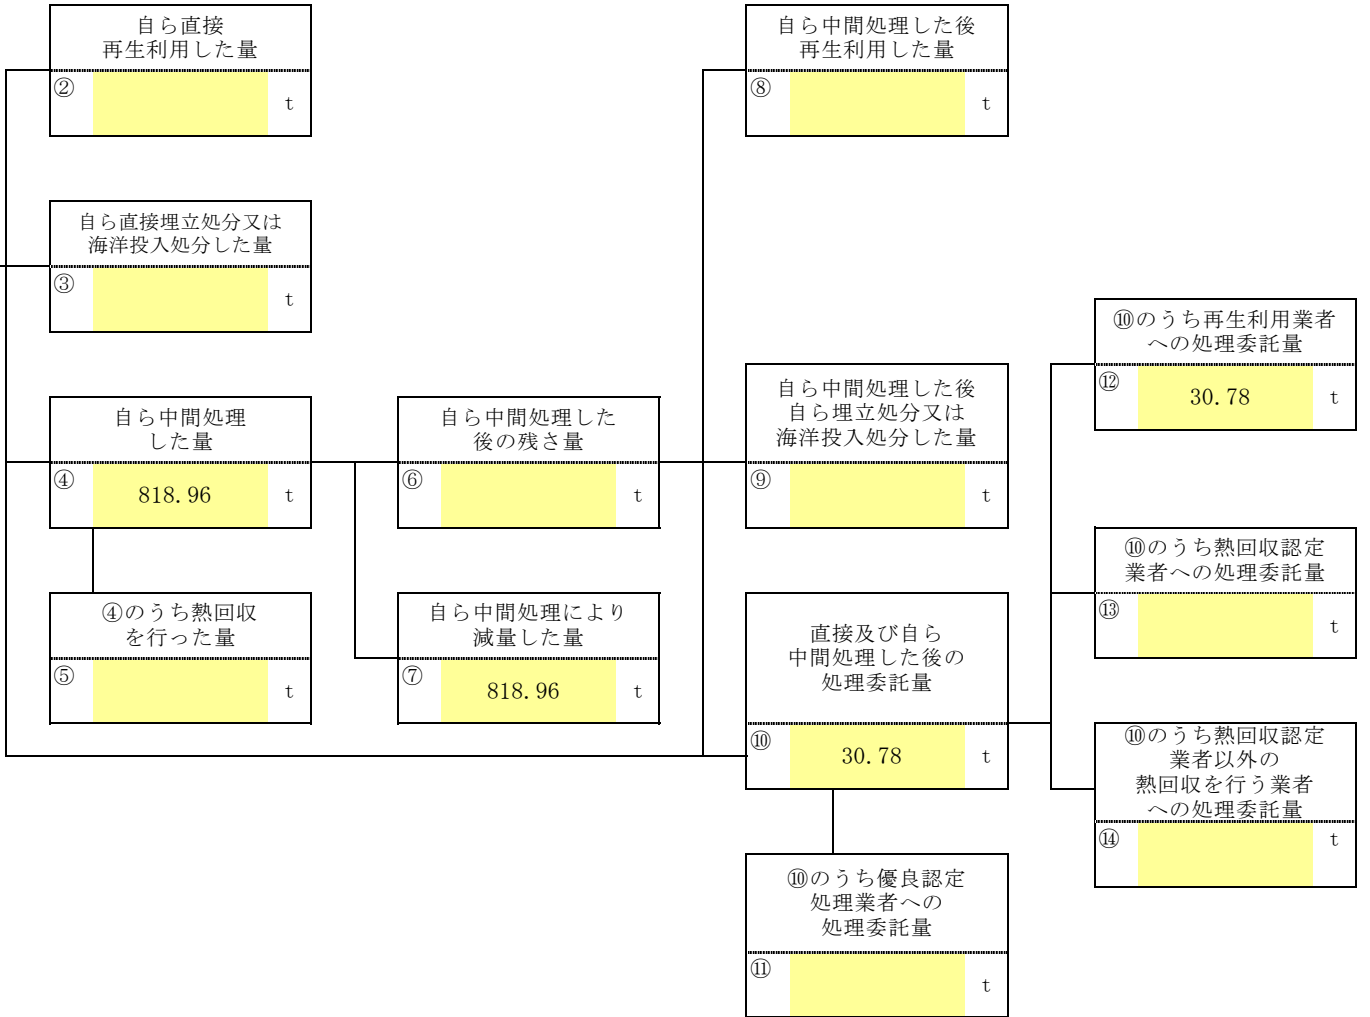 自ら直接
再生利用した量
② t
自ら中間処理した後
再生利用した量
⑧ t
自ら直接埋立処分又は
海洋投入処分した量
③ t
⑩のうち再生利用業者
への処理委託量
⑫ 30.78 t
自ら中間処理
した量
④ 818.96 t
自ら中間処理した
後の残さ量
⑥ t
自ら中間処理した後
自ら埋立処分又は
海洋投入処分した量
⑨ t
⑩のうち熱回収認定
業者への処理委託量
⑬ t
④のうち熱回収
を行った量
⑤ t
自ら中間処理により
減量した量
⑦ 818.96 t
直接及び自ら
中間処理した後の
処理委託量
⑩ 30.78 t
⑩のうち熱回収認定
業者以外の
熱回収を行う業者
への処理委託量
⑭ t
⑩のうち優良認定
処理業者への
処理委託量
⑪ t